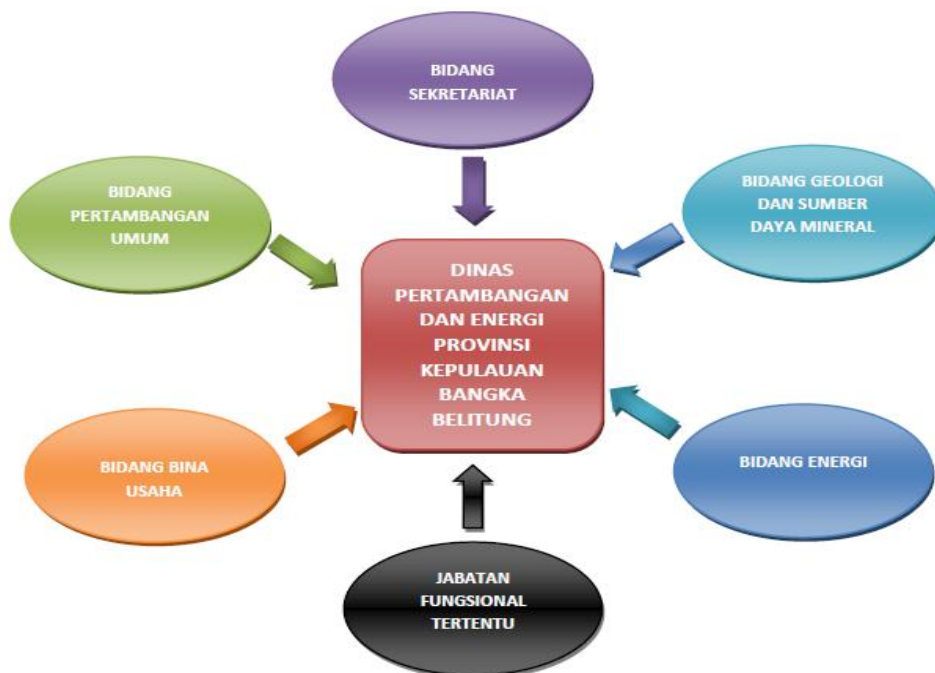 BIDANG
SEKRETARIAT
BIDANG
PERTAMBANGAN
UMUM
BIDANG GEOLOGI
DAN SUMBER
DAYA MINERAL
DINAS
PERTAMBANGAN
DAN ENERGI
PROVINSI
KEPULAUAN
BANGKA
BELITUNG
BIDANG BINA
USAHA
BIDANG ENERGI
JABATAN
FUNGSIONAL
TERTENTU